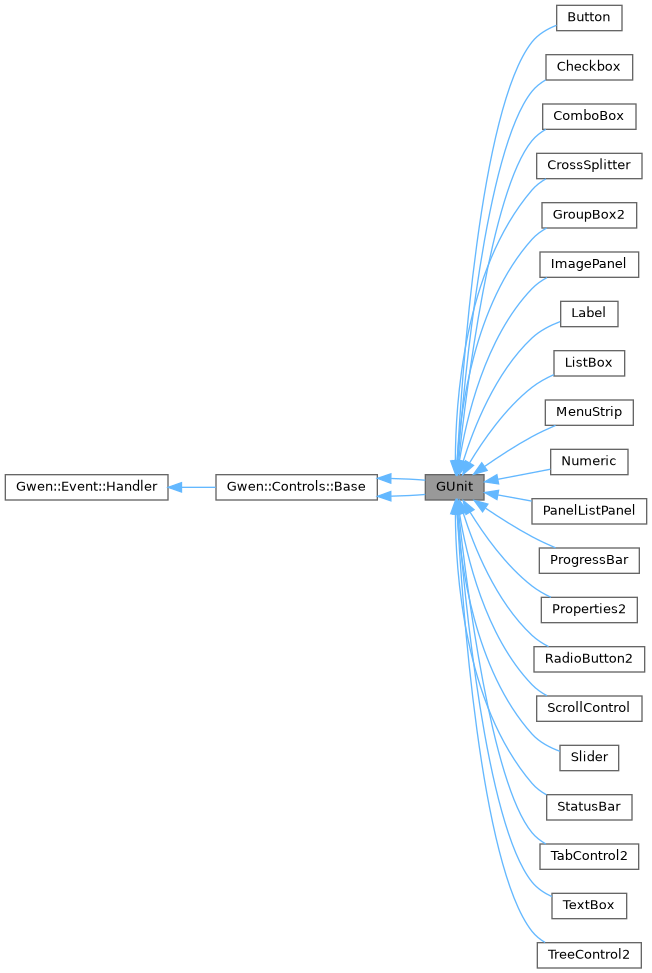 Button
Checkbox
ComboBox
CrossSplitter
GroupBox2
ImagePanel
Label
ListBox
MenuStrip
Numeric
Gwen::Event::Handler
Gwen::Controls::Base
GUnit
PanelListPanel
ProgressBar
Properties2
RadioButton2
ScrollControl
Slider
StatusBar
TabControl2
TextBox
TreeControl2